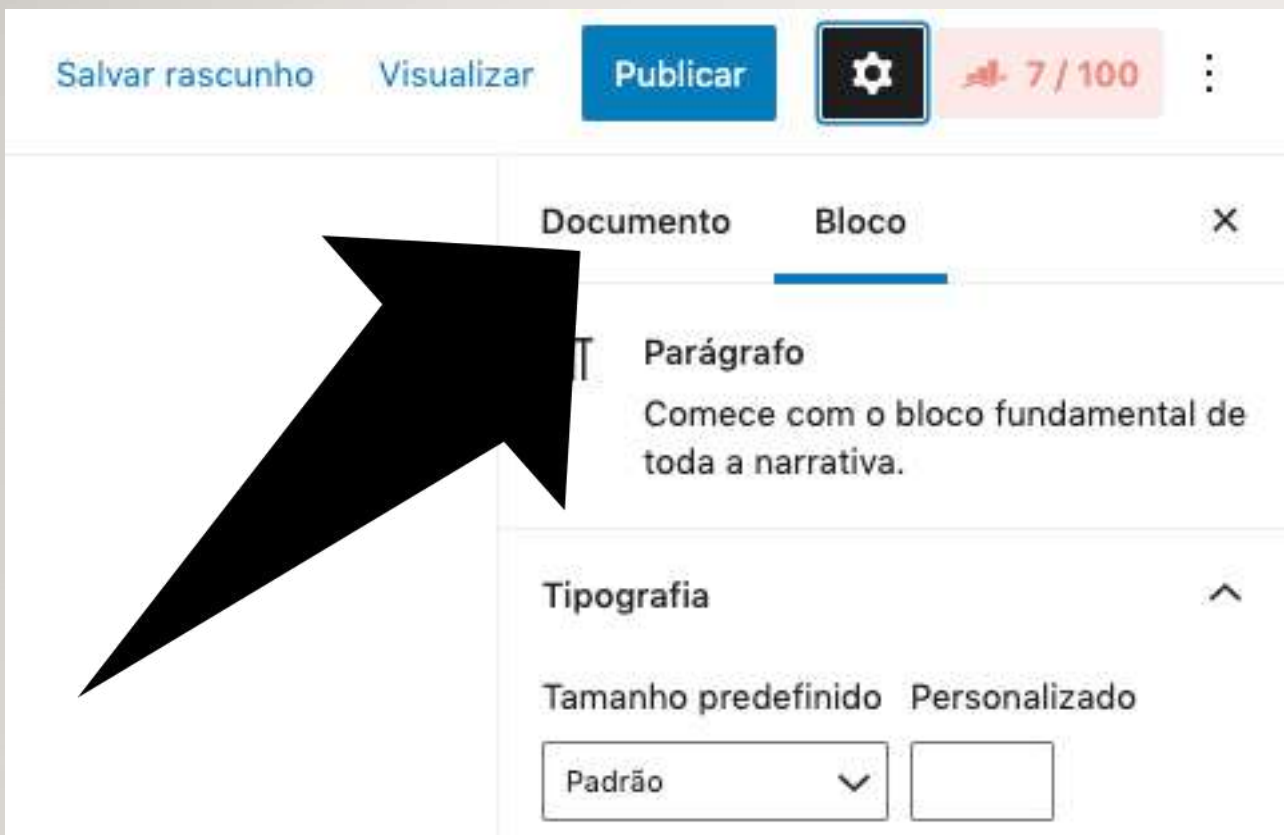 Salvar rascunho Visualizar Publicar 7 / 100
Documento Bloco
Parágrafo
Comece com o bloco fundamental de
toda a narrativa.
Tipografia
Tamanho predefinido Personalizado
Padrão